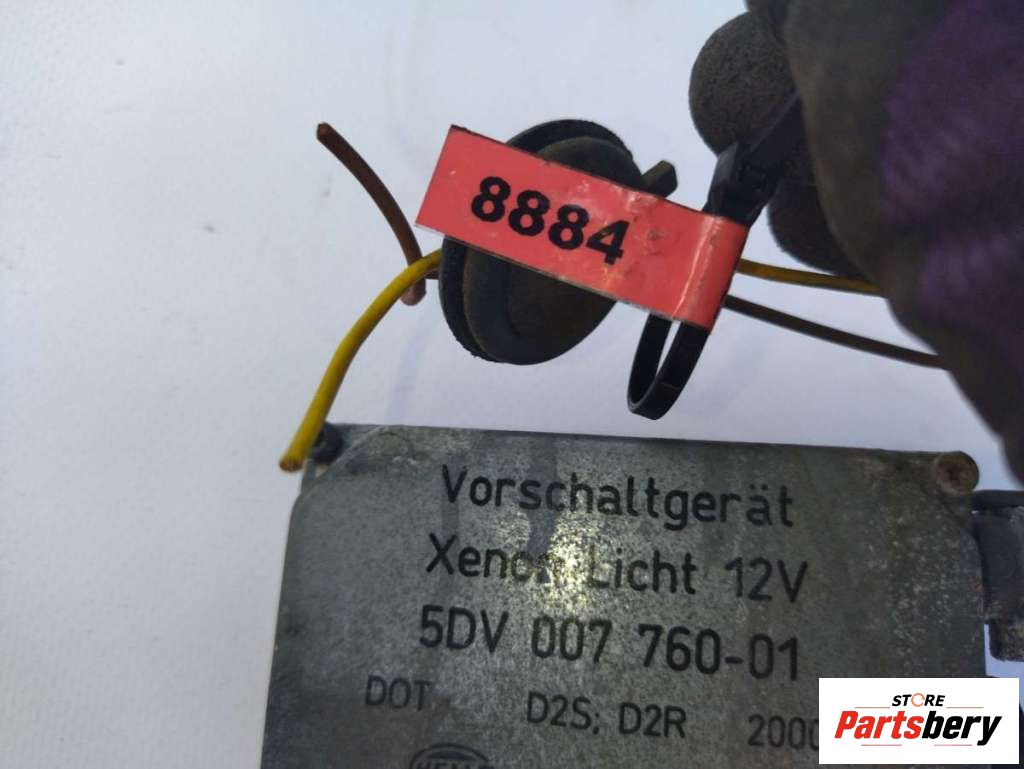 8884
Vorschaltgerät
Xenon Licht 12V
5DV 007 760-01
DOT D2S; D2R
STORE
Partsbery